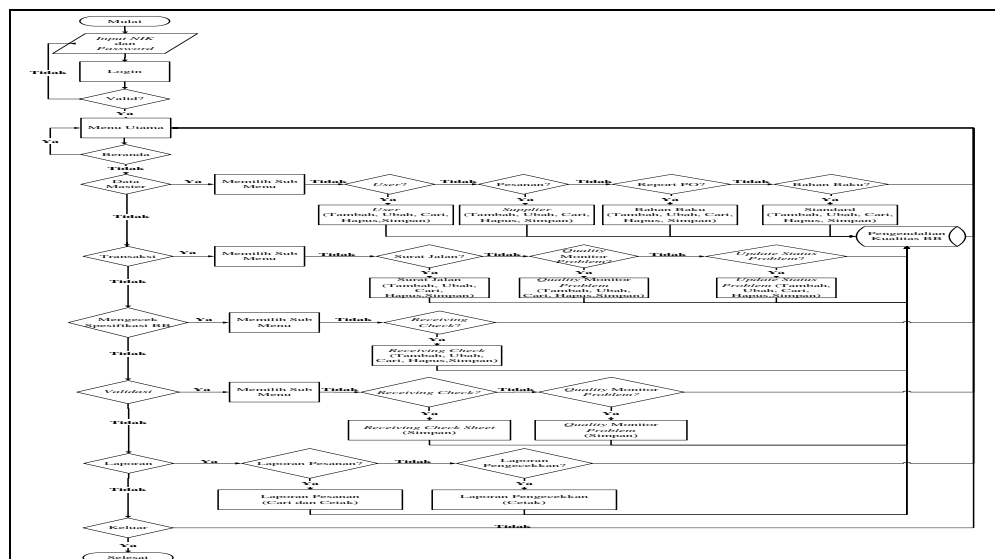 Mulai
Input NIK
dan
Password
Tidak
Login
Valid?
Ya
Menu Utama
Ya
Beranda
Tidak
Data
Master
Ya
Memilih Sub
Menu
Tidak
User?
Tidak
Pesanan?
Tidak
Report PO?
Tidak
Bahan Baku?
Ya
Ya
Ya
Ya
User
(Tambah, Ubah, Cari,
Hapus, Simpan)
Supplier
(Tambah, Ubah, Cari,
Hapus, Simpan)
Bahan Baku
(Tambah, Ubah, Cari,
Hapus, Simpan)
Standard
(Tambah, Ubah, Cari,
Hapus, Simpan)
Pengendalian
Kualitas BB
Tidak
Transaksi
Ya
Memilih Sub
Menu
Tidak
Surat Jalan?
Tidak
Quality
Monitor
Problem?
Tidak
Update Status
Problem?
Ya
Ya
Ya
Surat Jalan
(Tambah, Ubah,
Cari,
Hapus,Simpan)
Quality Monitor
Problem
(Tambah, Ubah,
Cari, Hapus,Simpan)
Update Status
Problem (Tambah,
Ubah, Cari,
Hapus,Simpan)
Tidak
Mengecek
Spesifikasi BB
Ya
Memilih Sub
Menu
Tidak
Receiving
Check?
Ya
Receiving Check
(Tambah, Ubah,
Cari, Hapus,Simpan)
Tidak
Validasi
Ya
Memilih Sub
Menu
Tidak
Receiving Check?
Tidak
Quality Monitor
Problem?
Ya
Ya
Receiving Check Sheet
(Simpan)
Quality Monitor
Problem
(Simpan)
Tidak
Laporan
Ya
Laporan Pesanan?
Tidak
Laporan
Pengecekkan?
Ya
Ya
Laporan Pesanan
(Cari dan Cetak)
Laporan Pengecekkan
(Cetak)
Tidak
Keluar
Tidak
Ya
Selesai